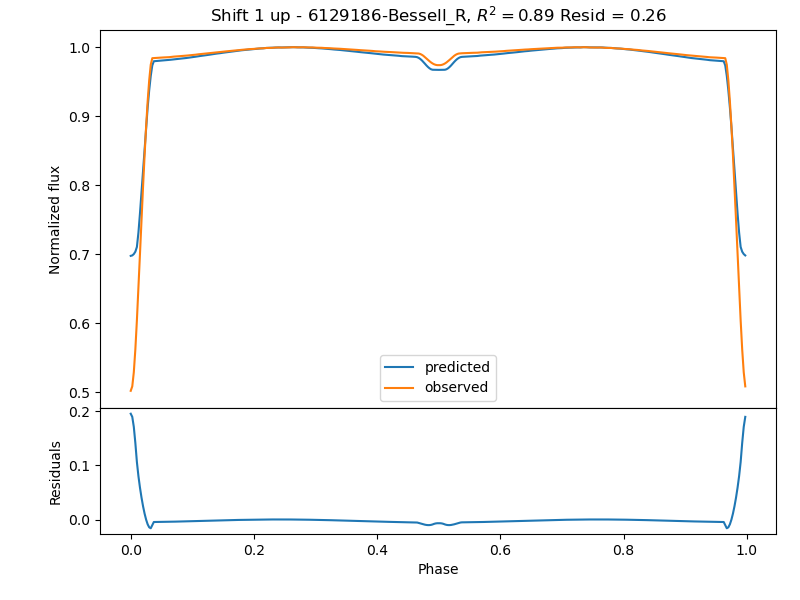 Shift 1 up - 6129186-Bessell_R, R² = 0.89 Resid = 0.26
1.0
0.9
0.8
0.7
0.6
0.5
Normalized flux
predicted
observed
0.2
0.1
0.0
Residuals
0.0 0.2 0.4 0.6 0.8 1.0
Phase